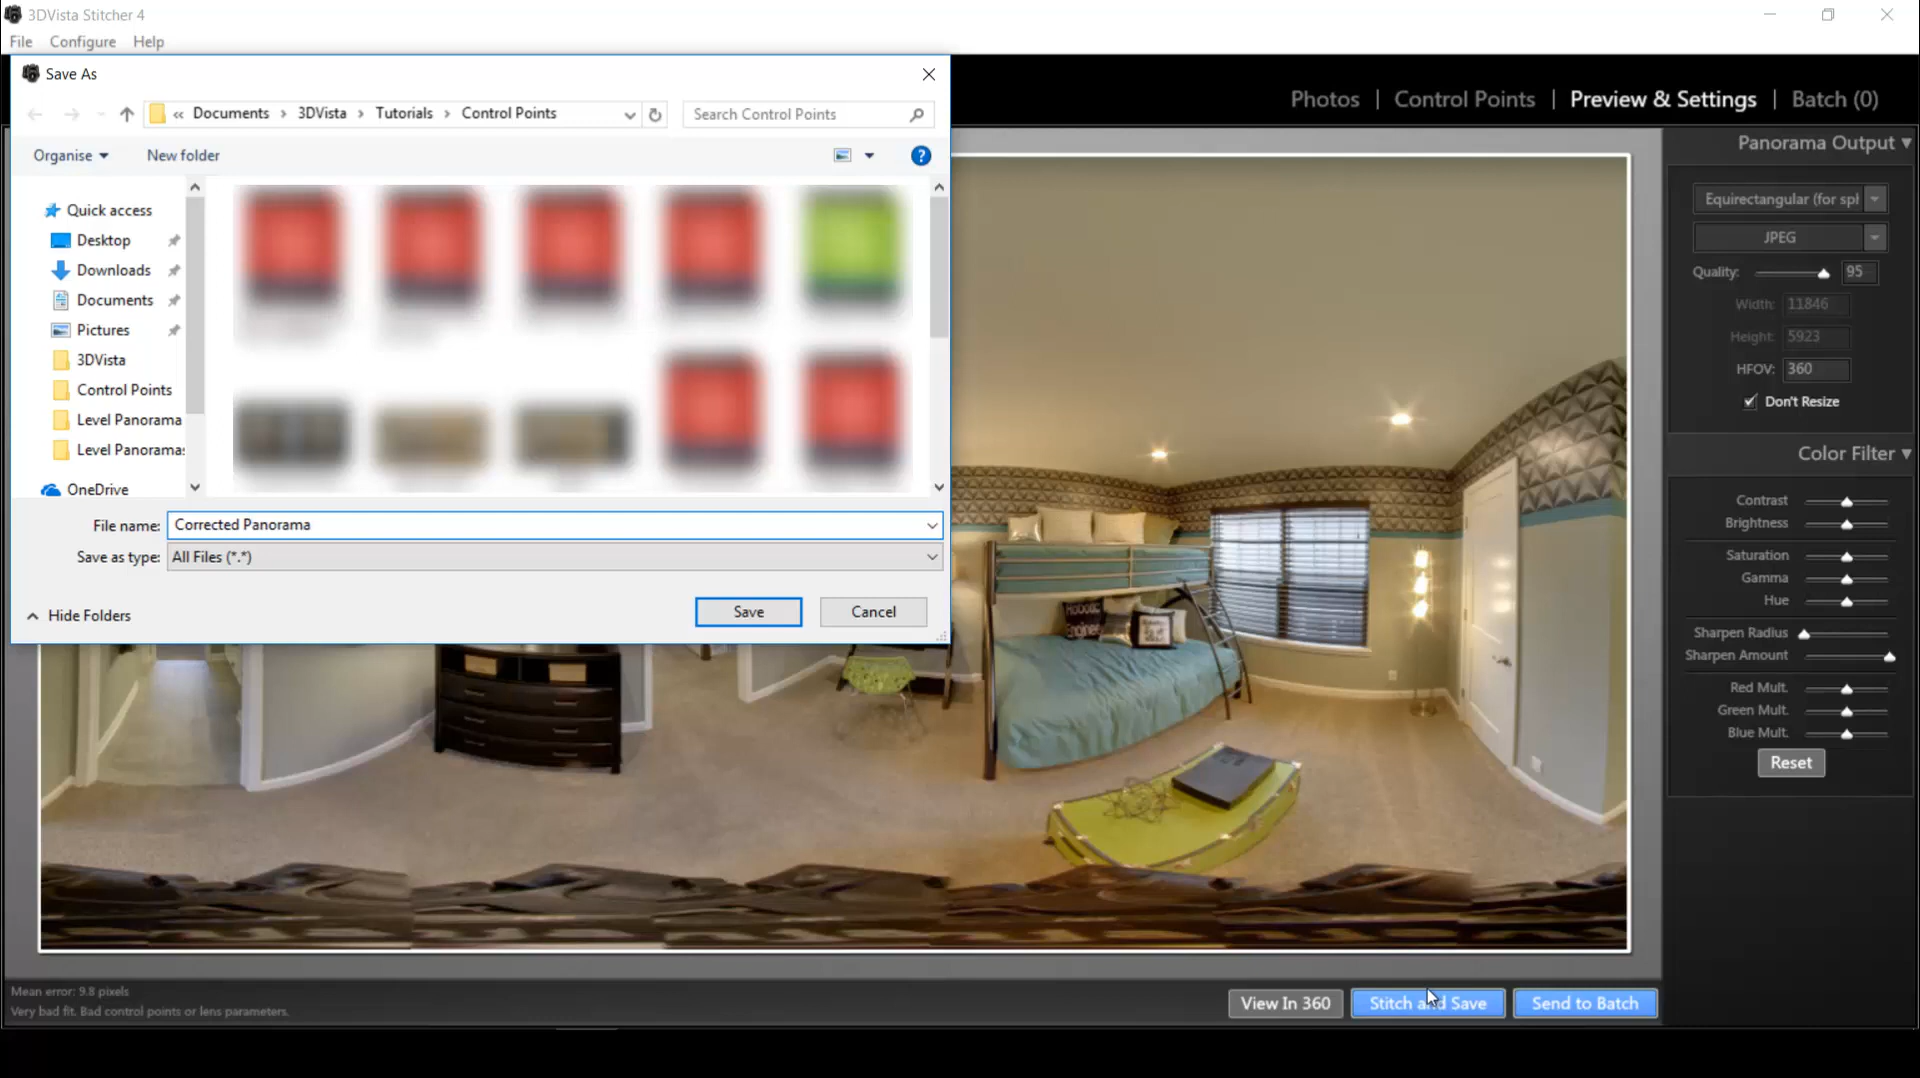 3DVista Stitcher 4
File Configure Help
Save As
« Documents > 3DVista > Tutorials > Control Points
Search Control Points
Organise
New folder
?
Quick access
Desktop
Downloads
Documents
Pictures
3DVista
Control Points
Level Panorama
Level Panorama
OneDrive
File name: Corrected Panorama
Save as type: All Files (*.*)
Hide Folders
Save
Cancel
Photos | Control Points | Preview & Settings | Batch (0)
Panorama Output
Equirectangular (for spl
JPEG
Quality: 95
Width: 11846
Height: 5923
HFOV: 360
Don't Resize
Color Filter
Contrast
Brightness
Saturation
Gamma
Hue
Sharpen Radius
Sharpen Amount
Red Mult.
Green Mult.
Blue Mult.
Reset
Robotic
Engineer
Mean error: 9.8 pixels
Very bad fit. Bad control points or lens parameters.
View In 360
Stitch and Save
Send to Batch